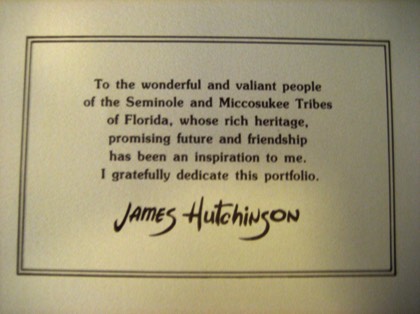 To the wonderful and valiant people
of the Seminole and Miccosukee Tribes
of Florida, whose rich heritage,
promising future and friendship
has been an inspiration to me.
I gratefully dedicate this portfolio.
JAMES HUTCHINSON